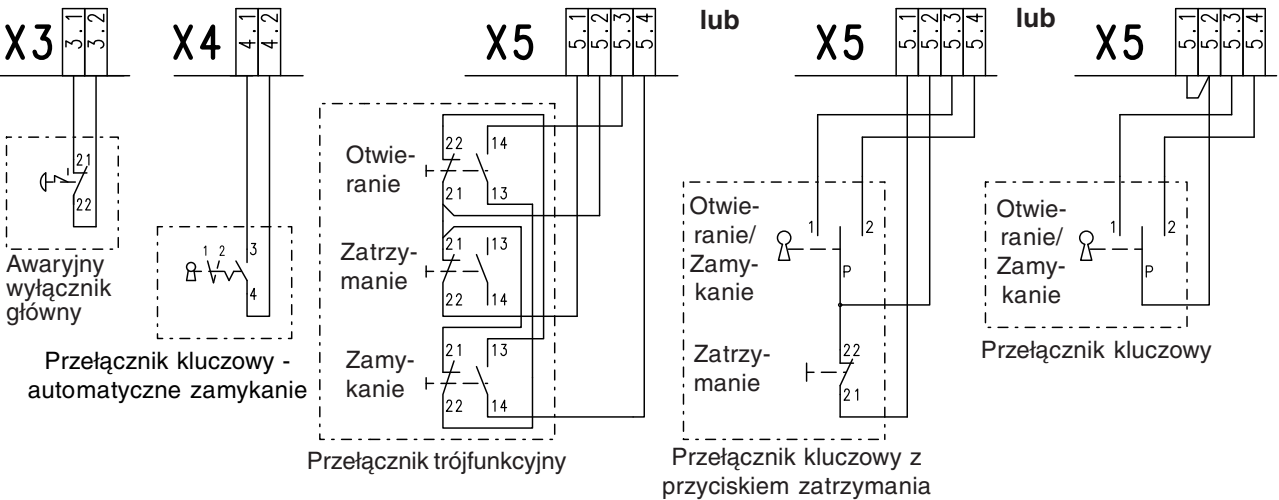 X3
3.1
3.2
21
22
Awaryjny
wyłącznik
główny
X4
4.1
4.2
1 2 3
4
Przełącznik kluczowy -
automatyczne zamykanie
X5
5.1
5.2
5.3
5.4
Otwie-
ranie
22 14
21 13
Zatrzy-
manie
21 13
22 14
Zamy-
kanie
21 13
22 14
Przełącznik trójfunkcyjny
lub
X5
5.1
5.2
5.3
5.4
Otwie-
ranie/
Zamy-
kanie
1 2
P
Zatrzy-
manie
22
21
Przełącznik kluczowy z
przyciskiem zatrzymania
lub
X5
5.1
5.2
5.3
5.4
Otwie-
ranie/
Zamy-
kanie
1 2
P
Przełącznik kluczowy